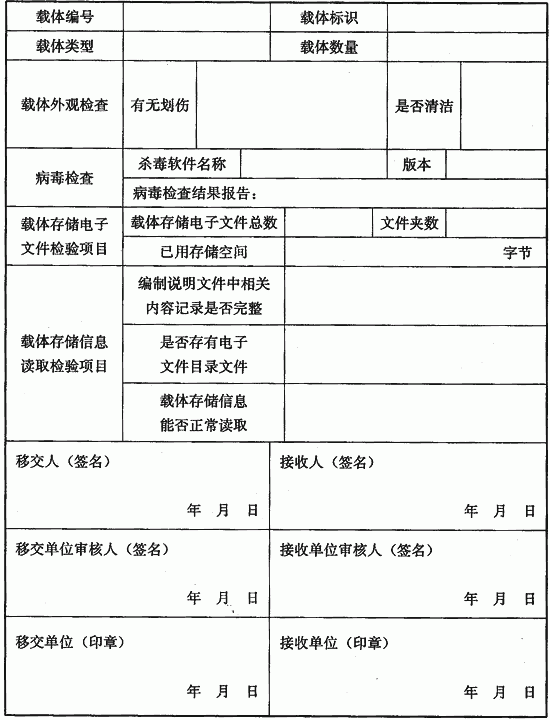 载体编号 载体标识
载体类型 载体数量
载体外观检查 有无划伤 是否清洁
病毒检查 杀毒软件名称 版本
病毒检查结果报告：
载体存储电子
文件检验项目
载体存储电子文件总数 文件夹数
已用存储空间 字节
载体存储信息
读取检验项目
编制说明文件中相关
内容记录是否完整
是否存有电子
文件目录文件
载体存储信息
能否正常读取
移交人（签名） 接收人（签名）
年 月 日 年 月 日
移交单位审核人（签名） 接收单位审核人（签名）
年 月 日 年 月 日
移交单位（印章） 接收单位（印章）
年 月 日 年 月 日